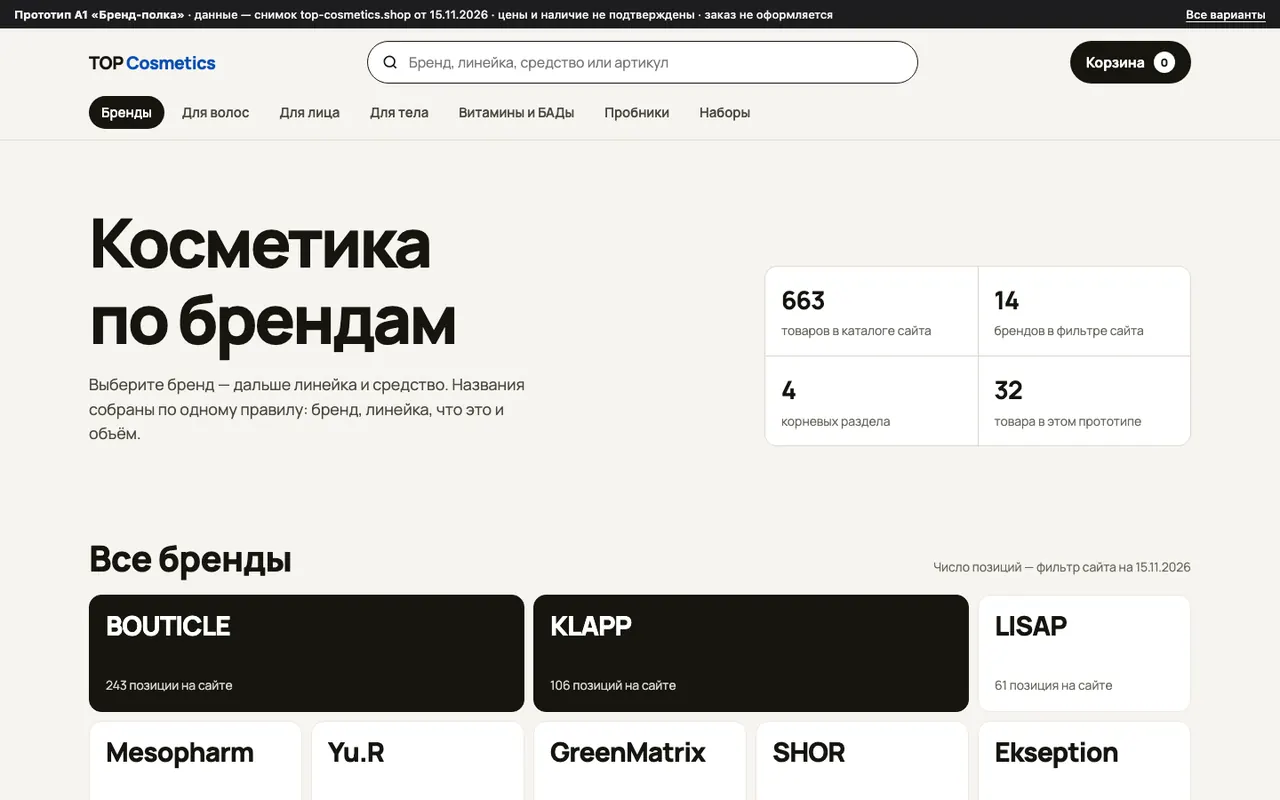 Прототип A1 «Бренд-полка» · данные — снимок top-cosmetics.shop от 15.11.2026 · цены и наличие не подтверждены · заказ не оформляется
Все варианты
TOP Cosmetics
Бренд, линейка, средство или артикул
Корзина 0
Бренды Для волос Для лица Для тела Витамины и БАДы Пробники Наборы
Косметика
по брендам
Выберите бренд — дальше линейка и средство. Названия
собраны по одному правилу: бренд, линейка, что это и
объём.
663
товаров в каталоге сайта
14
брендов в фильтре сайта
4
корневых раздела
32
товара в этом прототипе
Все бренды
Число позиций — фильтр сайта на 15.11.2026
BOUTICLE
243 позиции на сайте
KLAPP
106 позиций на сайте
LISAP
61 позиция на сайте
Mesopharm
Yu.R
GreenMatrix
SHOR
Ekseption